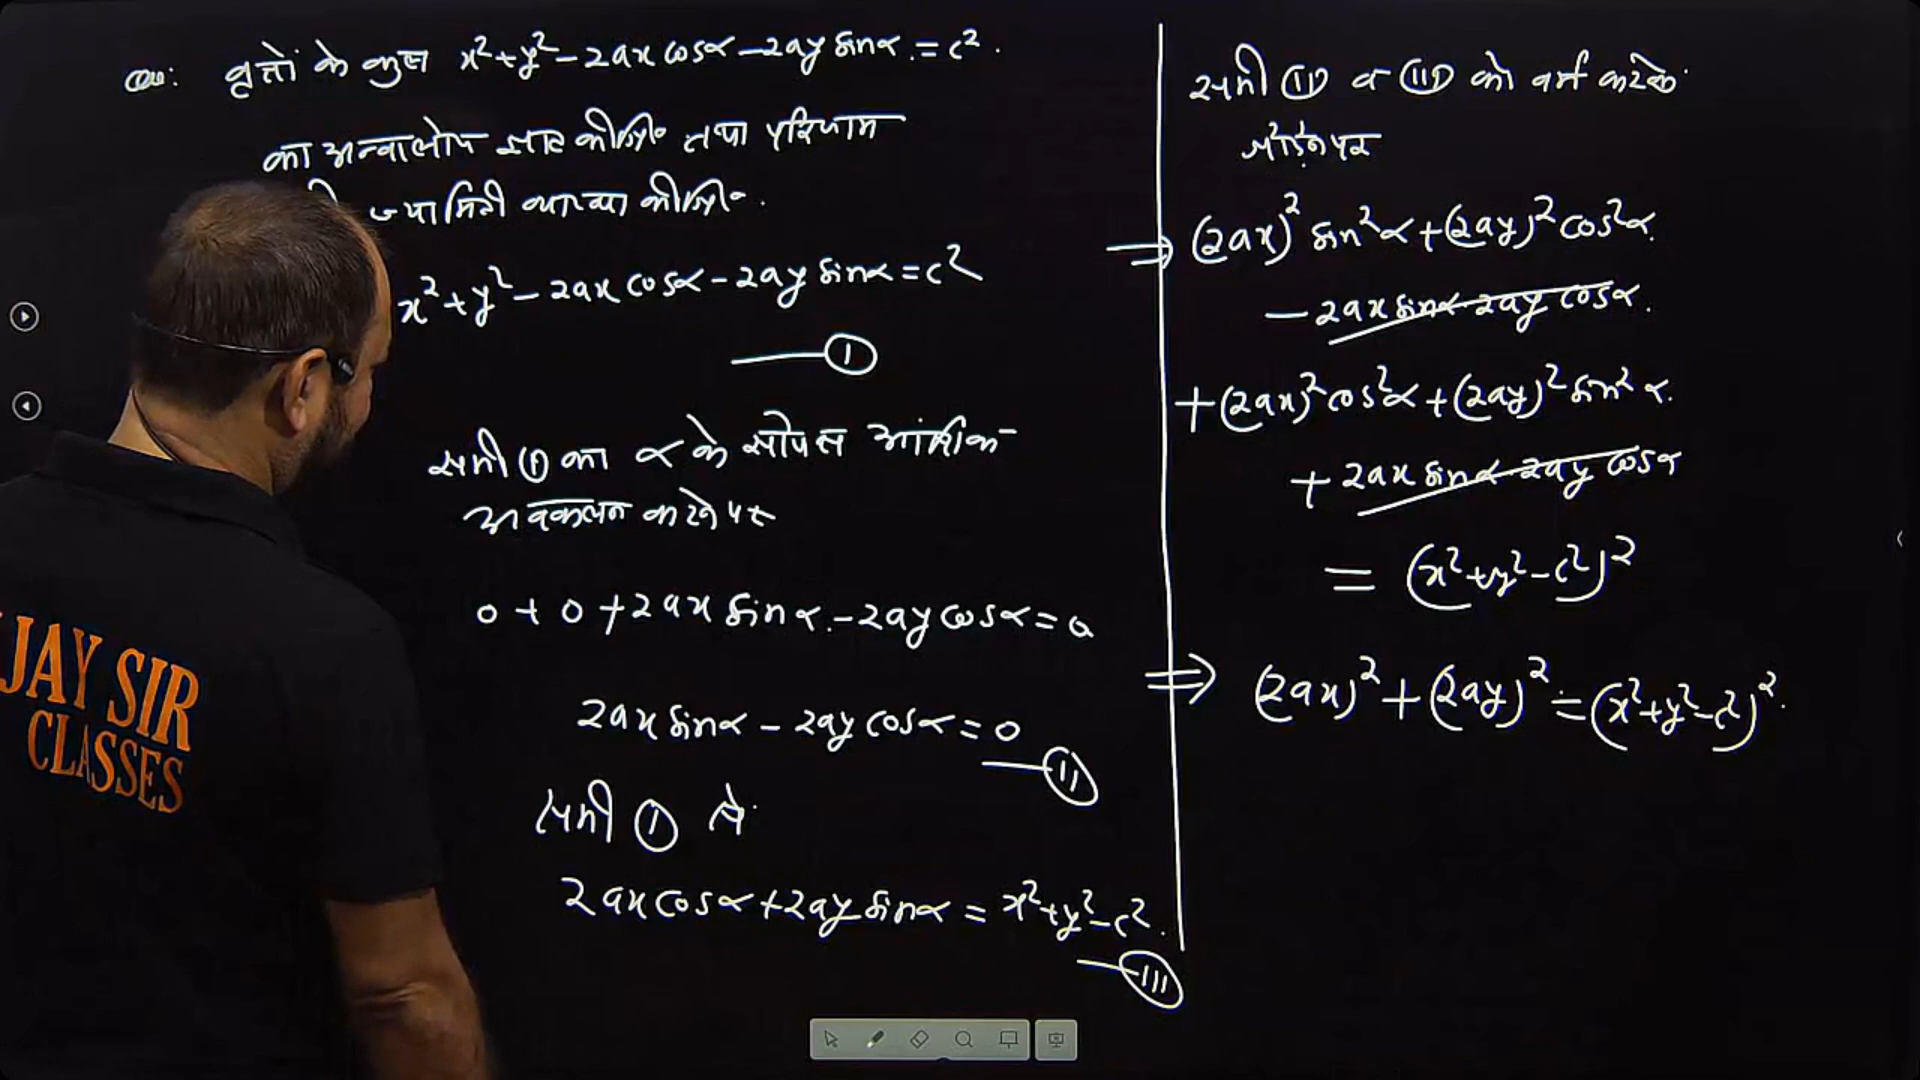 Que: वृत्तों के कुल x²+y²-2ax cosα-2ay sinα = c².
का अन्वालोप ज्ञात कीजिए तथा परिणाम
ज्यामिती व्याख्या कीजिए.
x²+y²-2ax cosα-2ay sinα=c²
—①
समी ① का α के सापेक्ष आंशिक
अवकलन करने पर
0+0+2ax sinα-2ay cosα=0
2ax sinα-2ay cosα=0
—Ⅱ
समी ① से
2ax cosα+2ay sinα=x²+y²-c².
—Ⅲ
समी Ⅱ व Ⅲ को वर्ग करके
जोड़ने पर
⇒ (2ax)² sin²α+(2ay)² cos²α
- 2ax sinα·2ay cosα.
+(2ax)² cos²α+(2ay)² sin²α
+ 2ax sinα·2ay cosα
= (x²+y²-c²)²
⇒ (2ax)²+(2ay)²=(x²+y²-c²)².
JAY SIR
CLASSES